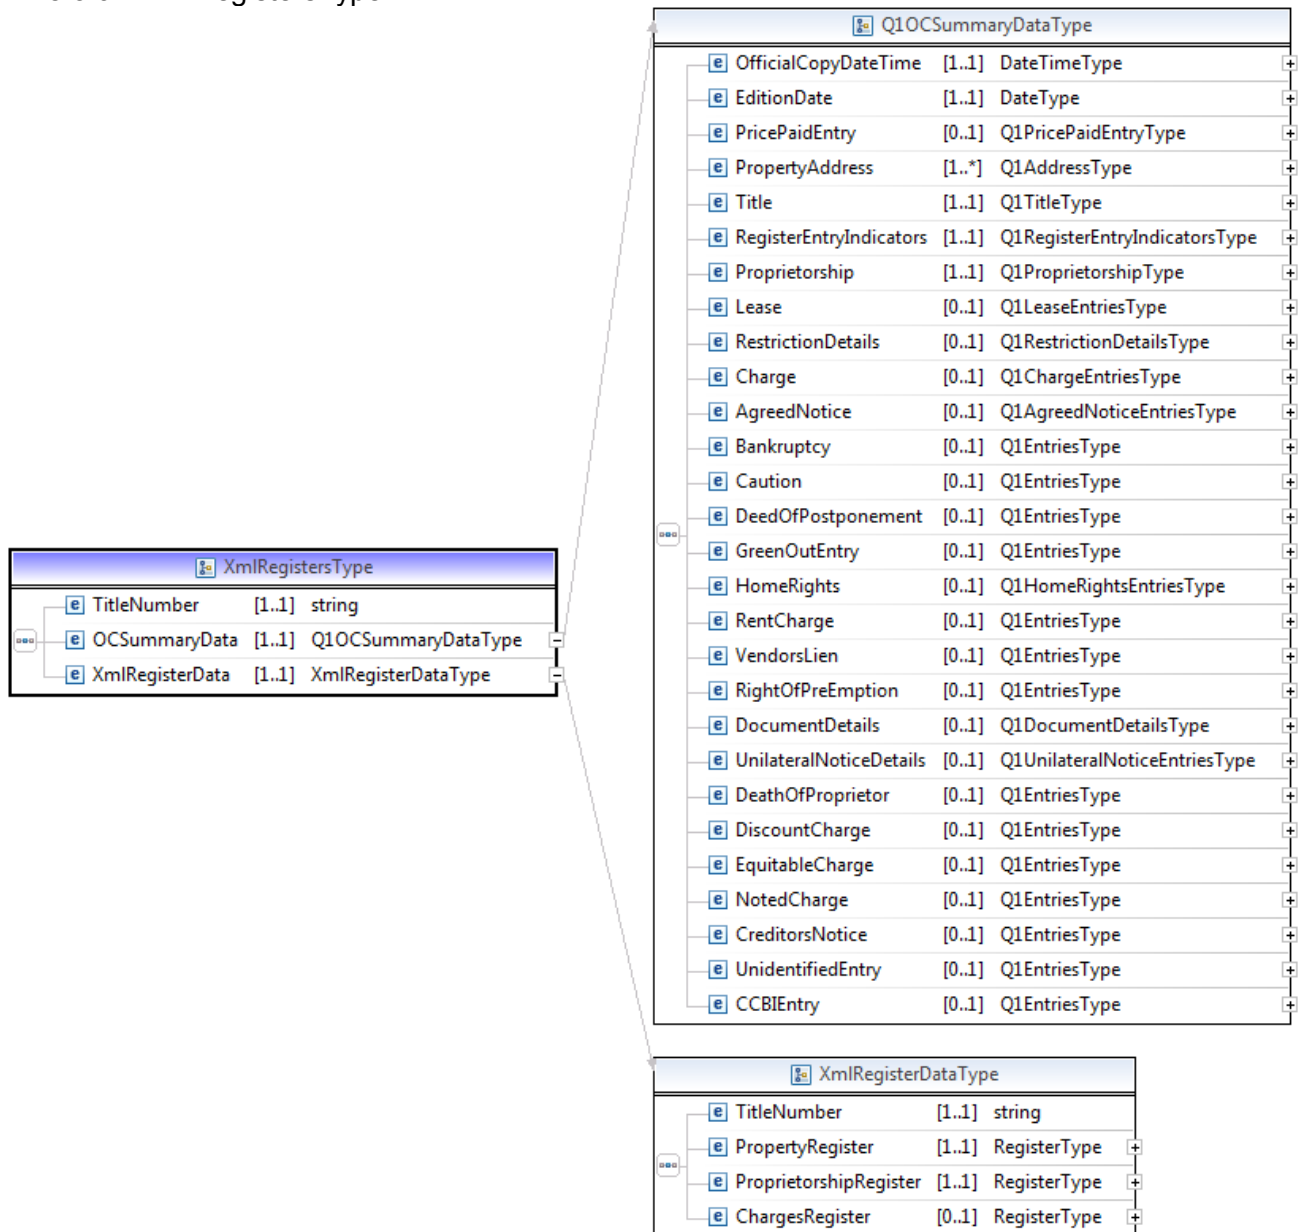 Q1OCSummaryDataType
OfficialCopyDateTime [1..1] DateTimeType
EditionDate [1..1] DateType
PricePaidEntry [0..1] Q1PricePaidEntryType
PropertyAddress [1..*] Q1AddressType
Title [1..1] Q1TitleType
RegisterEntryIndicators [1..1] Q1RegisterEntryIndicatorsType
Proprietorship [1..1] Q1ProprietorshipType
Lease [0..1] Q1LeaseEntriesType
RestrictionDetails [0..1] Q1RestrictionDetailsType
Charge [0..1] Q1ChargeEntriesType
AgreedNotice [0..1] Q1AgreedNoticeEntriesType
Bankruptcy [0..1] Q1EntriesType
Caution [0..1] Q1EntriesType
DeedOfPostponement [0..1] Q1EntriesType
GreenOutEntry [0..1] Q1EntriesType
HomeRights [0..1] Q1HomeRightsEntriesType
RentCharge [0..1] Q1EntriesType
VendorsLien [0..1] Q1EntriesType
RightOfPreEmption [0..1] Q1EntriesType
DocumentDetails [0..1] Q1DocumentDetailsType
UnilateralNoticeDetails [0..1] Q1UnilateralNoticeEntriesType
DeathOfProprietor [0..1] Q1EntriesType
DiscountCharge [0..1] Q1EntriesType
EquitableCharge [0..1] Q1EntriesType
NotedCharge [0..1] Q1EntriesType
CreditorsNotice [0..1] Q1EntriesType
UnidentifiedEntry [0..1] Q1EntriesType
CCBIEntry [0..1] Q1EntriesType
XmlRegistersType
TitleNumber [1..1] string
OCSummaryData [1..1] Q1OCSummaryDataType
XmlRegisterData [1..1] XmlRegisterDataType
XmlRegisterDataType
TitleNumber [1..1] string
PropertyRegister [1..1] RegisterType
ProprietorshipRegister [1..1] RegisterType
ChargesRegister [0..1] RegisterType